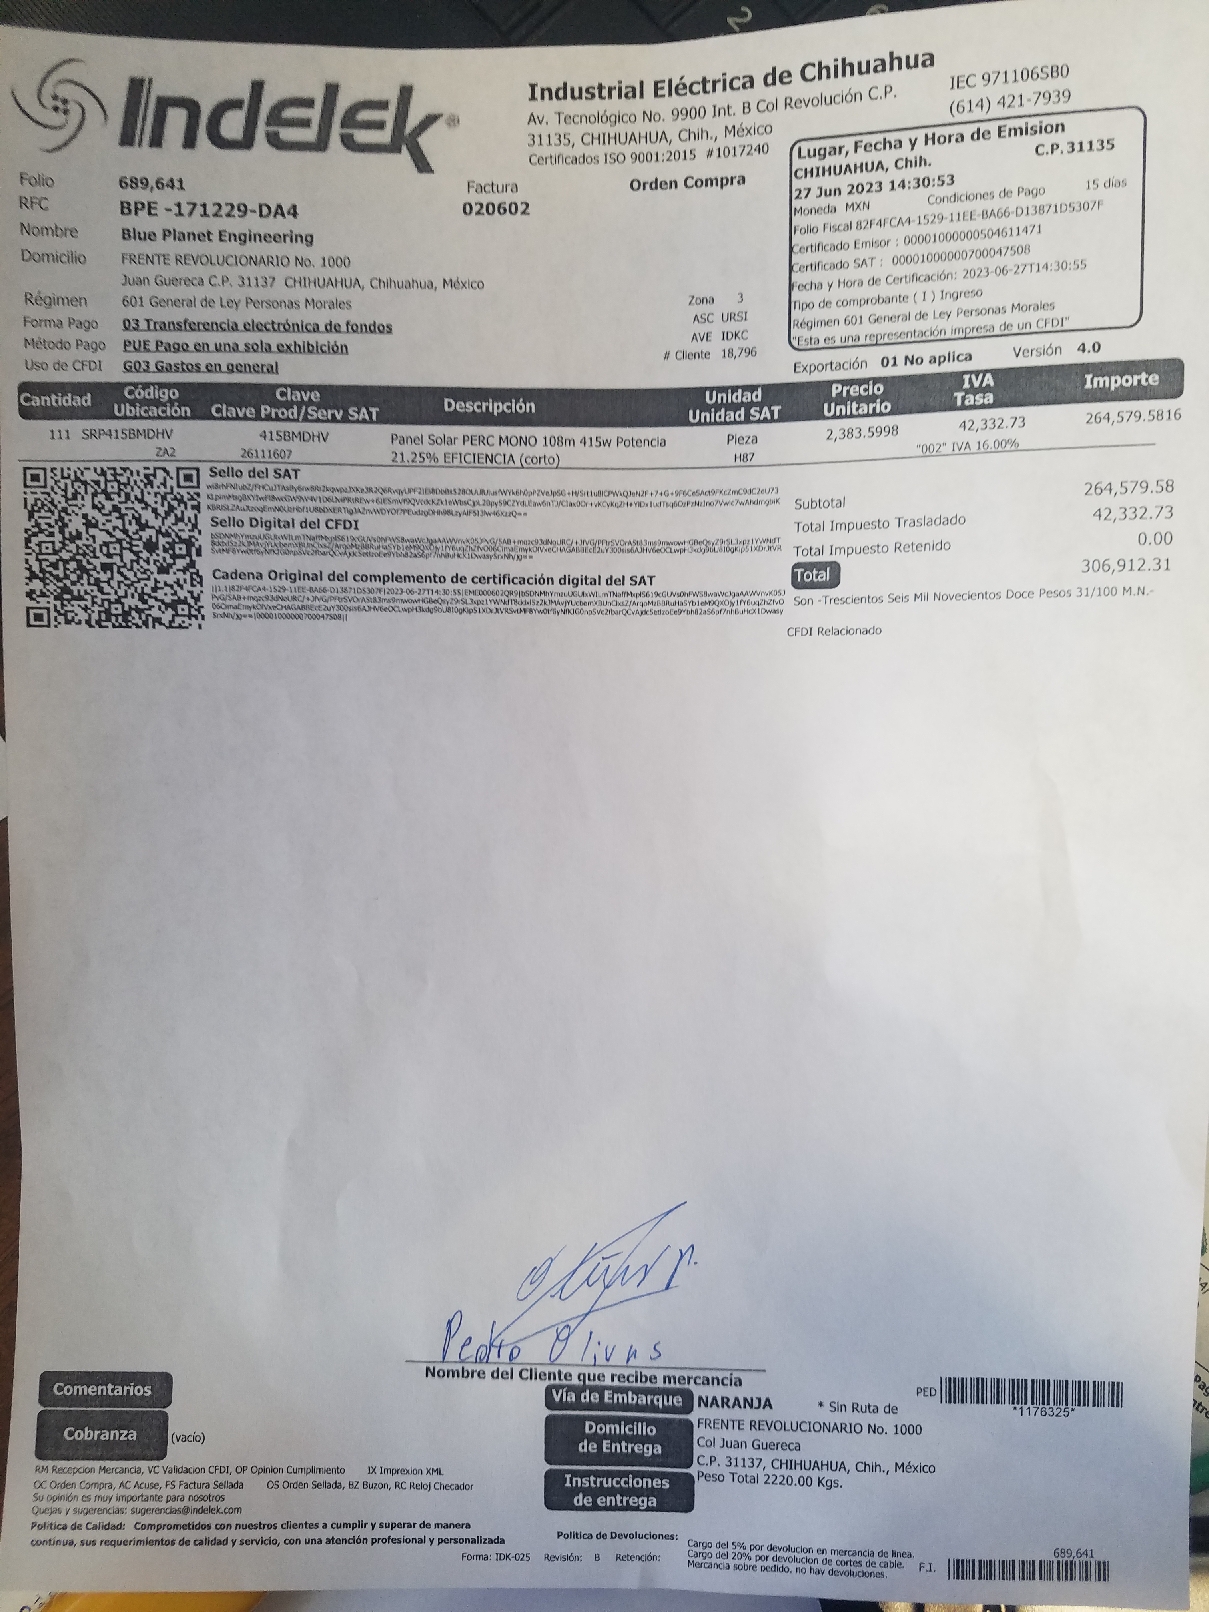 Indelek®
Industrial Eléctrica de Chihuahua
Av. Tecnológico No. 9900 Int. B Col Revolución C.P.
31135, CHIHUAHUA, Chih., México
Certificados ISO 9001:2015 #1017240
IEC 971106SB0
(614) 421-7939
Lugar, Fecha y Hora de Emision
CHIHUAHUA, Chih. C.P. 31135
27 Jun 2023 14:30:53
Moneda MXN Condiciones de Pago 15 días
Folio Fiscal 82F4FCA4-1529-11EE-BA66-D13871D5307F
Certificado Emisor : 00001000000504611471
Certificado SAT : 00001000000700047508
Fecha y Hora de Certificación: 2023-06-27T14:30:55
Tipo de comprobante ( I ) Ingreso
Régimen 601 General de Ley Personas Morales
"Esta es una representación impresa de un CFDI"
Exportación 01 No aplica Versión 4.0
Folio 689,641 Factura Orden Compra
RFC BPE -171229-DA4 020602
Nombre Blue Planet Engineering
Domicilio FRENTE REVOLUCIONARIO No. 1000
Juan Guereca C.P. 31137 CHIHUAHUA, Chihuahua, México
Régimen 601 General de Ley Personas Morales
Forma Pago 03 Transferencia electrónica de fondos
Método Pago PUE Pago en una sola exhibición
Uso de CFDI G03 Gastos en general
Zona 3
ASC URSI
AVE IDKC
# Cliente 18,796
Cantidad Código Ubicación Clave Clave Prod/Serv SAT Descripción Unidad Unidad SAT Precio Unitario IVA Tasa Importe
111 SRP415BMDHV 415BMDHV Panel Solar PERC MONO 108m 415w Potencia Pieza 2,383.5998 42,332.73 264,579.5816
ZA2 26111607 21.25% EFICIENCIA (corto) H87 "002" IVA 16.00%
Sello del SAT
Sello Digital del CFDI
Cadena Original del complemento de certificación digital del SAT
Subtotal 264,579.58
Total Impuesto Trasladado 42,332.73
Total Impuesto Retenido 0.00
Total 306,912.31
Son -Trescientos Seis Mil Novecientos Doce Pesos 31/100 M.N.-
CFDI Relacionado
Pedro Olivas
Nombre del Cliente que recibe mercancía
Comentarios
Cobranza (vacío)
Vía de Embarque NARANJA * Sin Ruta de
Domicilio de Entrega FRENTE REVOLUCIONARIO No. 1000
Col Juan Guereca
C.P. 31137, CHIHUAHUA, Chih., México
Instrucciones de entrega Peso Total 2220.00 Kgs.
PED
*1176325*
RM Recepcion Mercancia, VC Validacion CFDI, OP Opinion Cumplimiento IX Imprexion XML
OC Orden Compra, AC Acuse, FS Factura Sellada OS Orden Sellada, BZ Buzon, RC Reloj Checador
Su opinión es muy importante para nosotros
Quejas y sugerencias: sugerencias@indelek.com
Política de Calidad: Comprometidos con nuestros clientes a cumplir y superar de manera
continua, sus requerimientos de calidad y servicio, con una atención profesional y personalizada
Forma: IDK-025 Revisión: B Retención:
Politica de Devoluciones: Cargo del 5% por devolucion en mercancia de linea.
Cargo del 20% por devolucion de cortes de cable.
Mercancia sobre pedido, no hay devoluciones.
689,641
F.I.